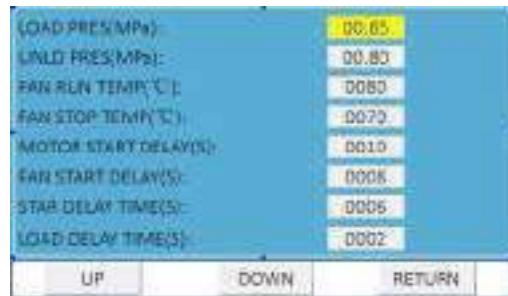 LOAD PRES(MPa): 00.65
UNLD PRES(MPa): 00.80
FAN RUN TEMP(℃): 0080
FAN STOP TEMP(℃): 0070
MOTOR START DELAY(S): 0010
FAN START DELAY(S): 0006
STAR DELAY TIME(S): 0006
LOAD DELAY TIME(S): 0002
UP DOWN RETURN